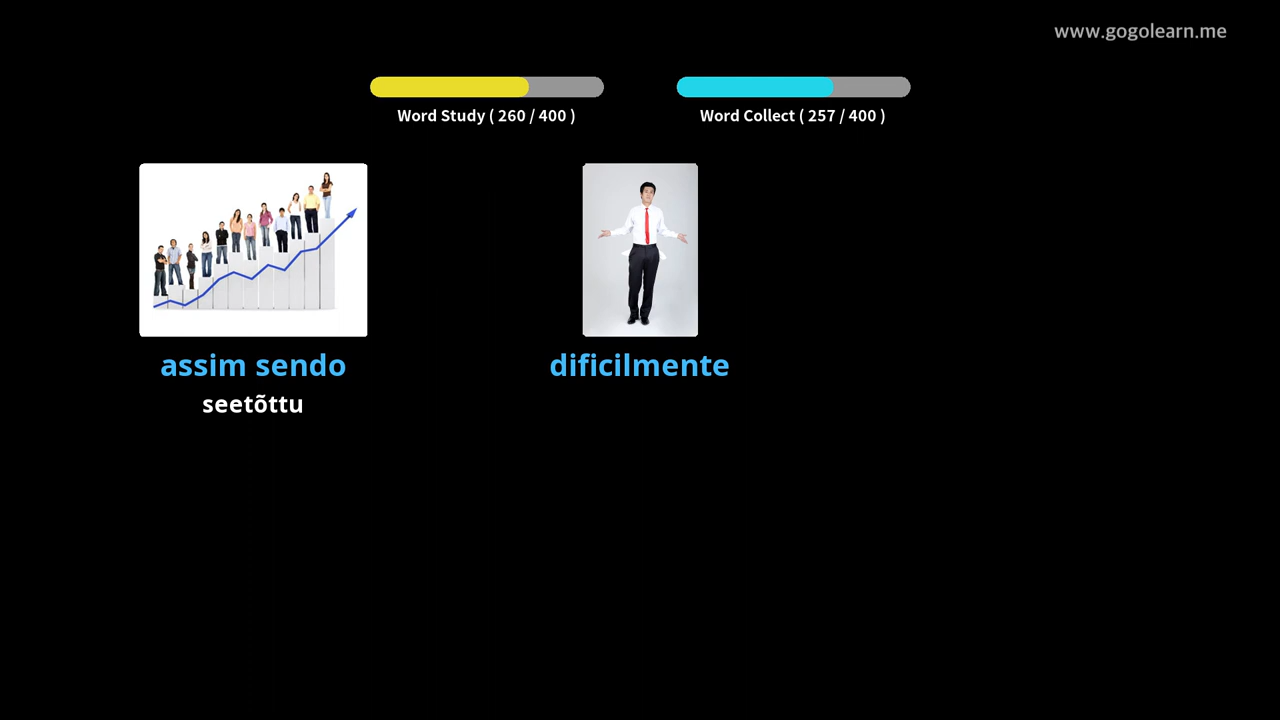 www.gogolearn.me
Word Study ( 260 / 400 )
Word Collect ( 257 / 400 )
assim sendo
seetõttu
dificilmente